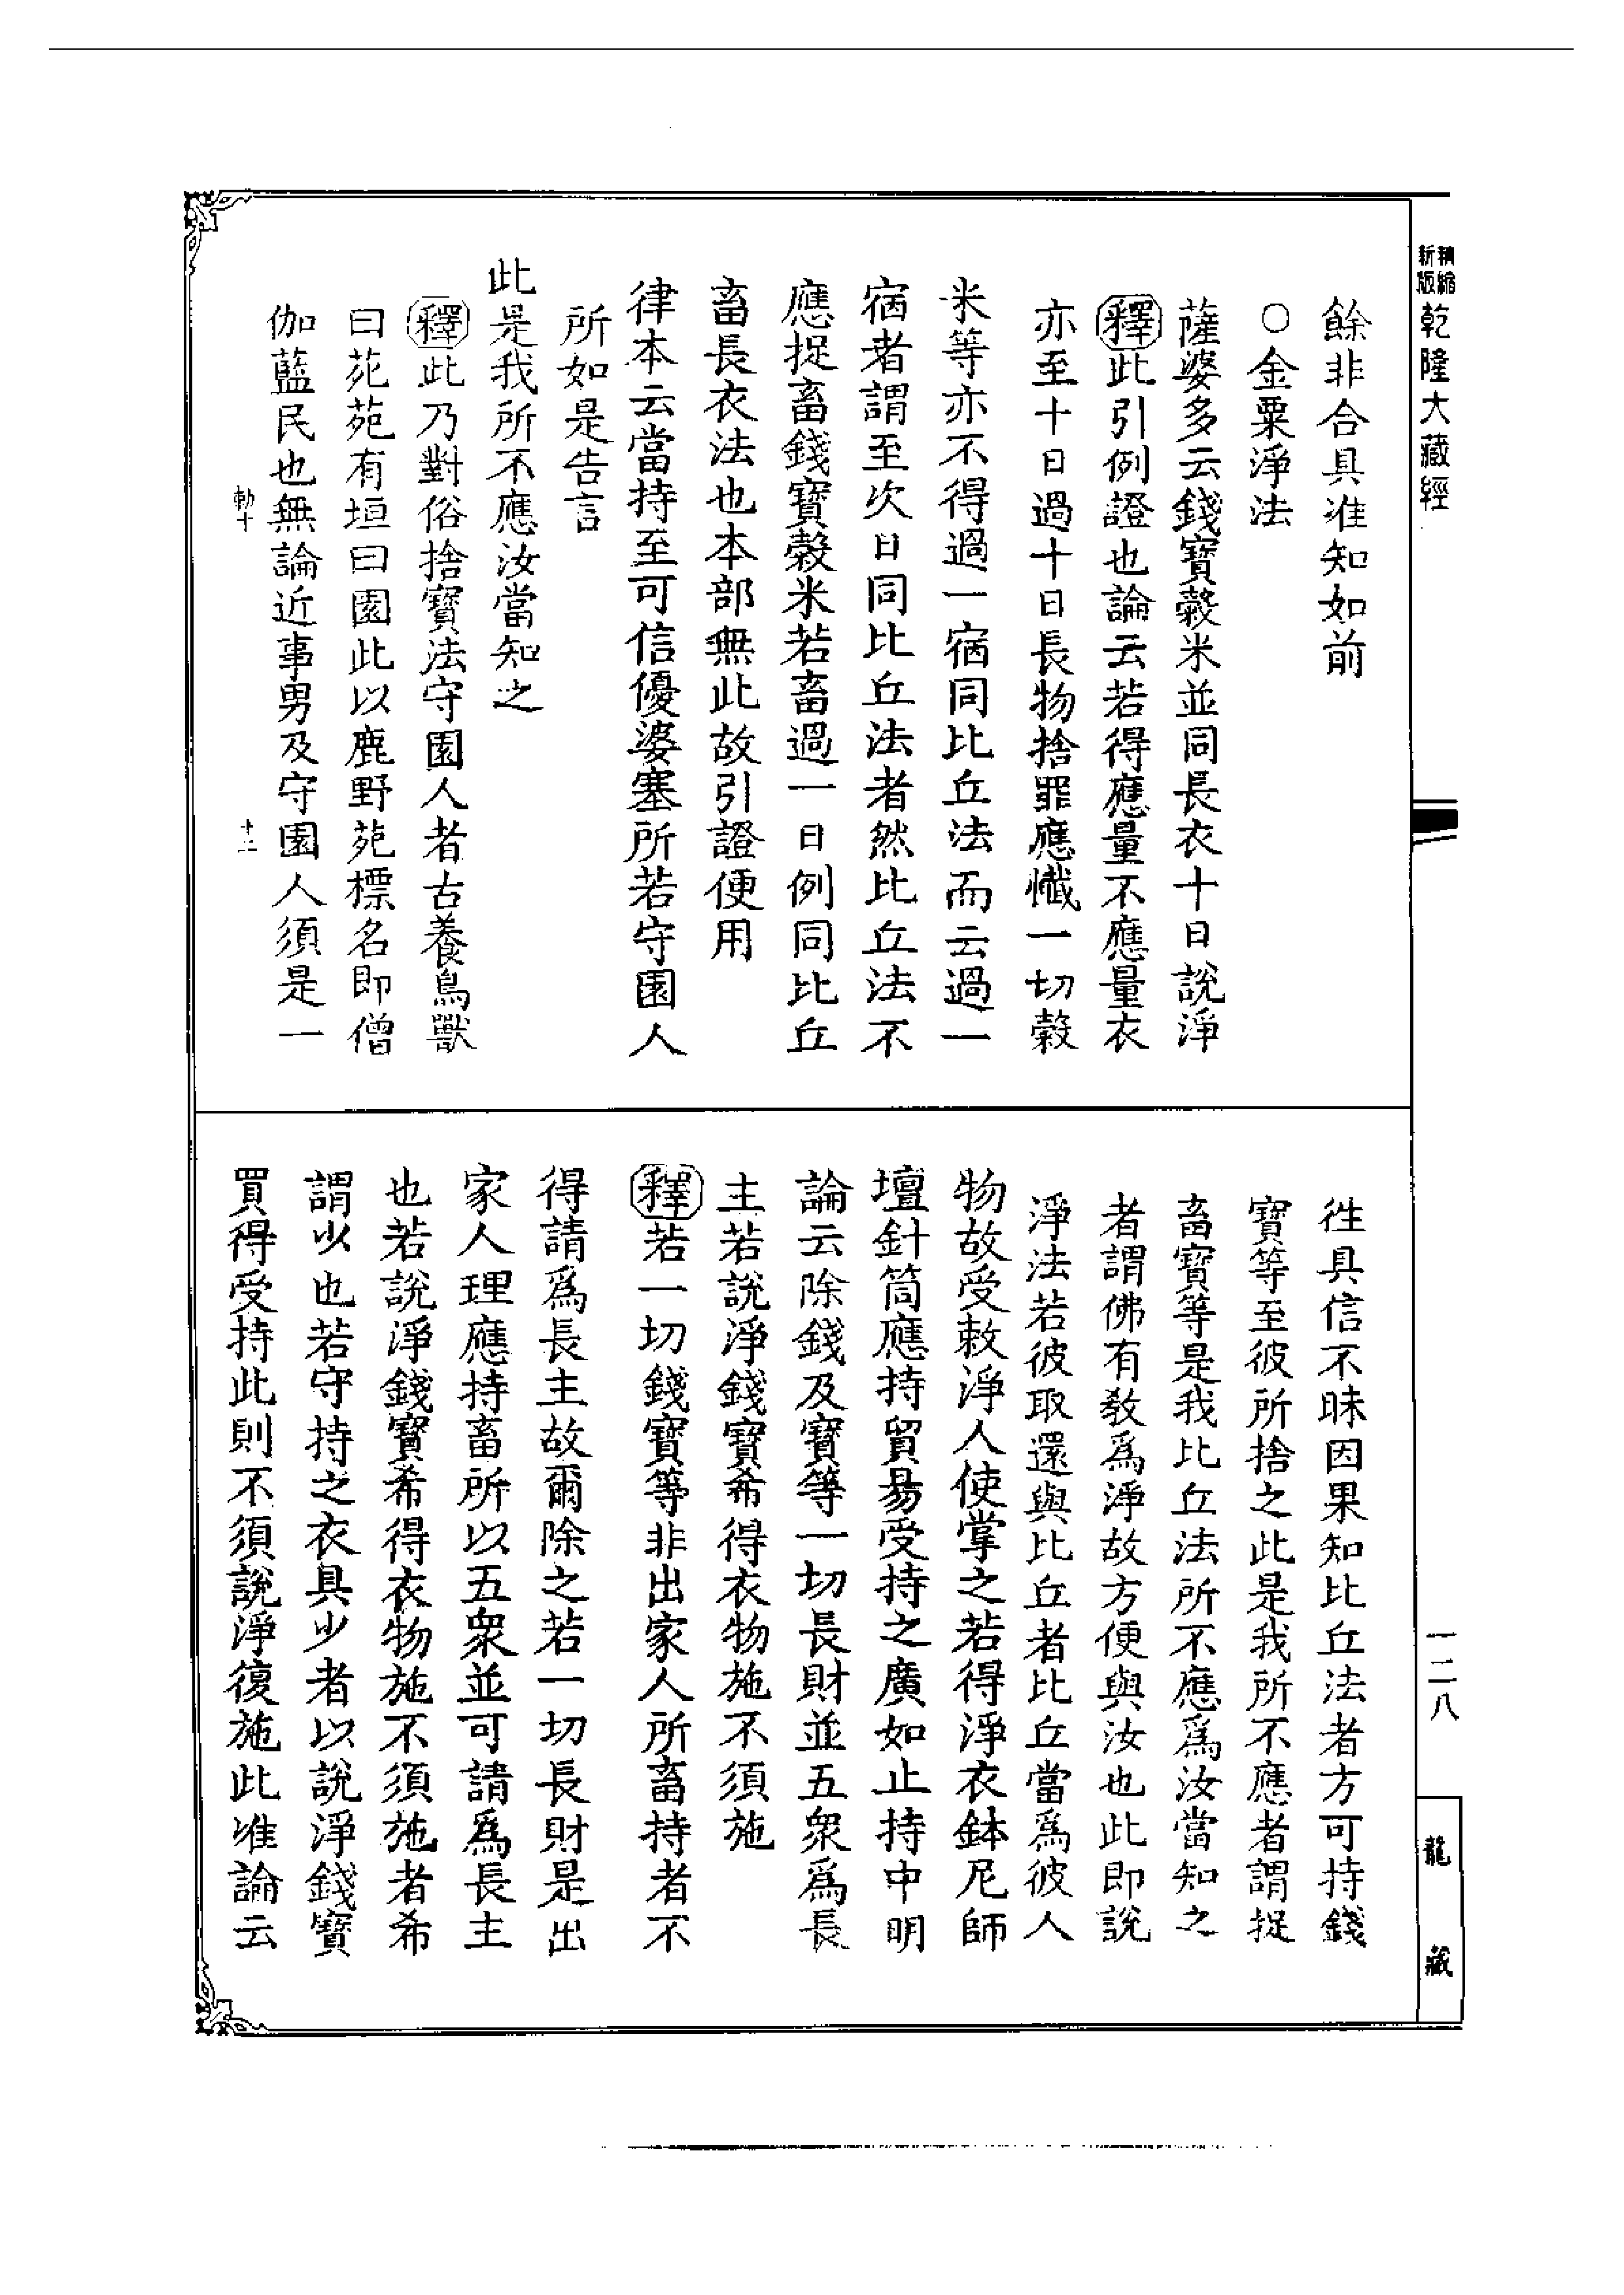 精縮
新版
乾隆大藏經
餘非合具准知如前
○金粟淨法
薩婆多云錢寶穀米並同長衣十日說淨
釋此引例證也論云若得應量不應量衣
亦至十日過十日長物捨罪應懺一切穀
米等亦不得過一宿同比丘法而云過一
宿者謂至次日同比丘法者然比丘法不
應捉畜錢寶穀米若畜過一日例同比丘
畜長衣法也本部無此故引證便用
律本云當持至可信優婆塞所若守園人
所如是告言
此是我所不應汝當知之
釋此乃對俗捨寶法守園人者古養鳥獸
曰苑苑有垣曰園此以鹿野苑標名即僧
伽藍民也無論近事男及守園人須是一
勒十
十二
徃具信不昧因果知比丘法者方可持錢
寶等至彼所捨之此是我所不應者謂捉
畜寶等是我比丘法所不應爲汝當知之
者謂佛有敎爲淨故方便與汝也此即說
淨法若彼取還與比丘者比丘當爲彼人
物故受敕淨人使掌之若得淨衣鉢尼師
壇針筒應持貿易受持之廣如止持中明
論云除錢及寶等一切長財並五衆爲長
主若說淨錢寶希得衣物施不須施
釋若一切錢寶等非出家人所畜持者不
得請爲長主故爾除之若一切長財是出
家人理應持畜所以五衆並可請爲長主
也若說淨錢寶希得衣物施不須施者希
謂少也若守持之衣具少者以說淨錢寶
買得受持此則不須說淨復施此准論云
一二八
龍藏